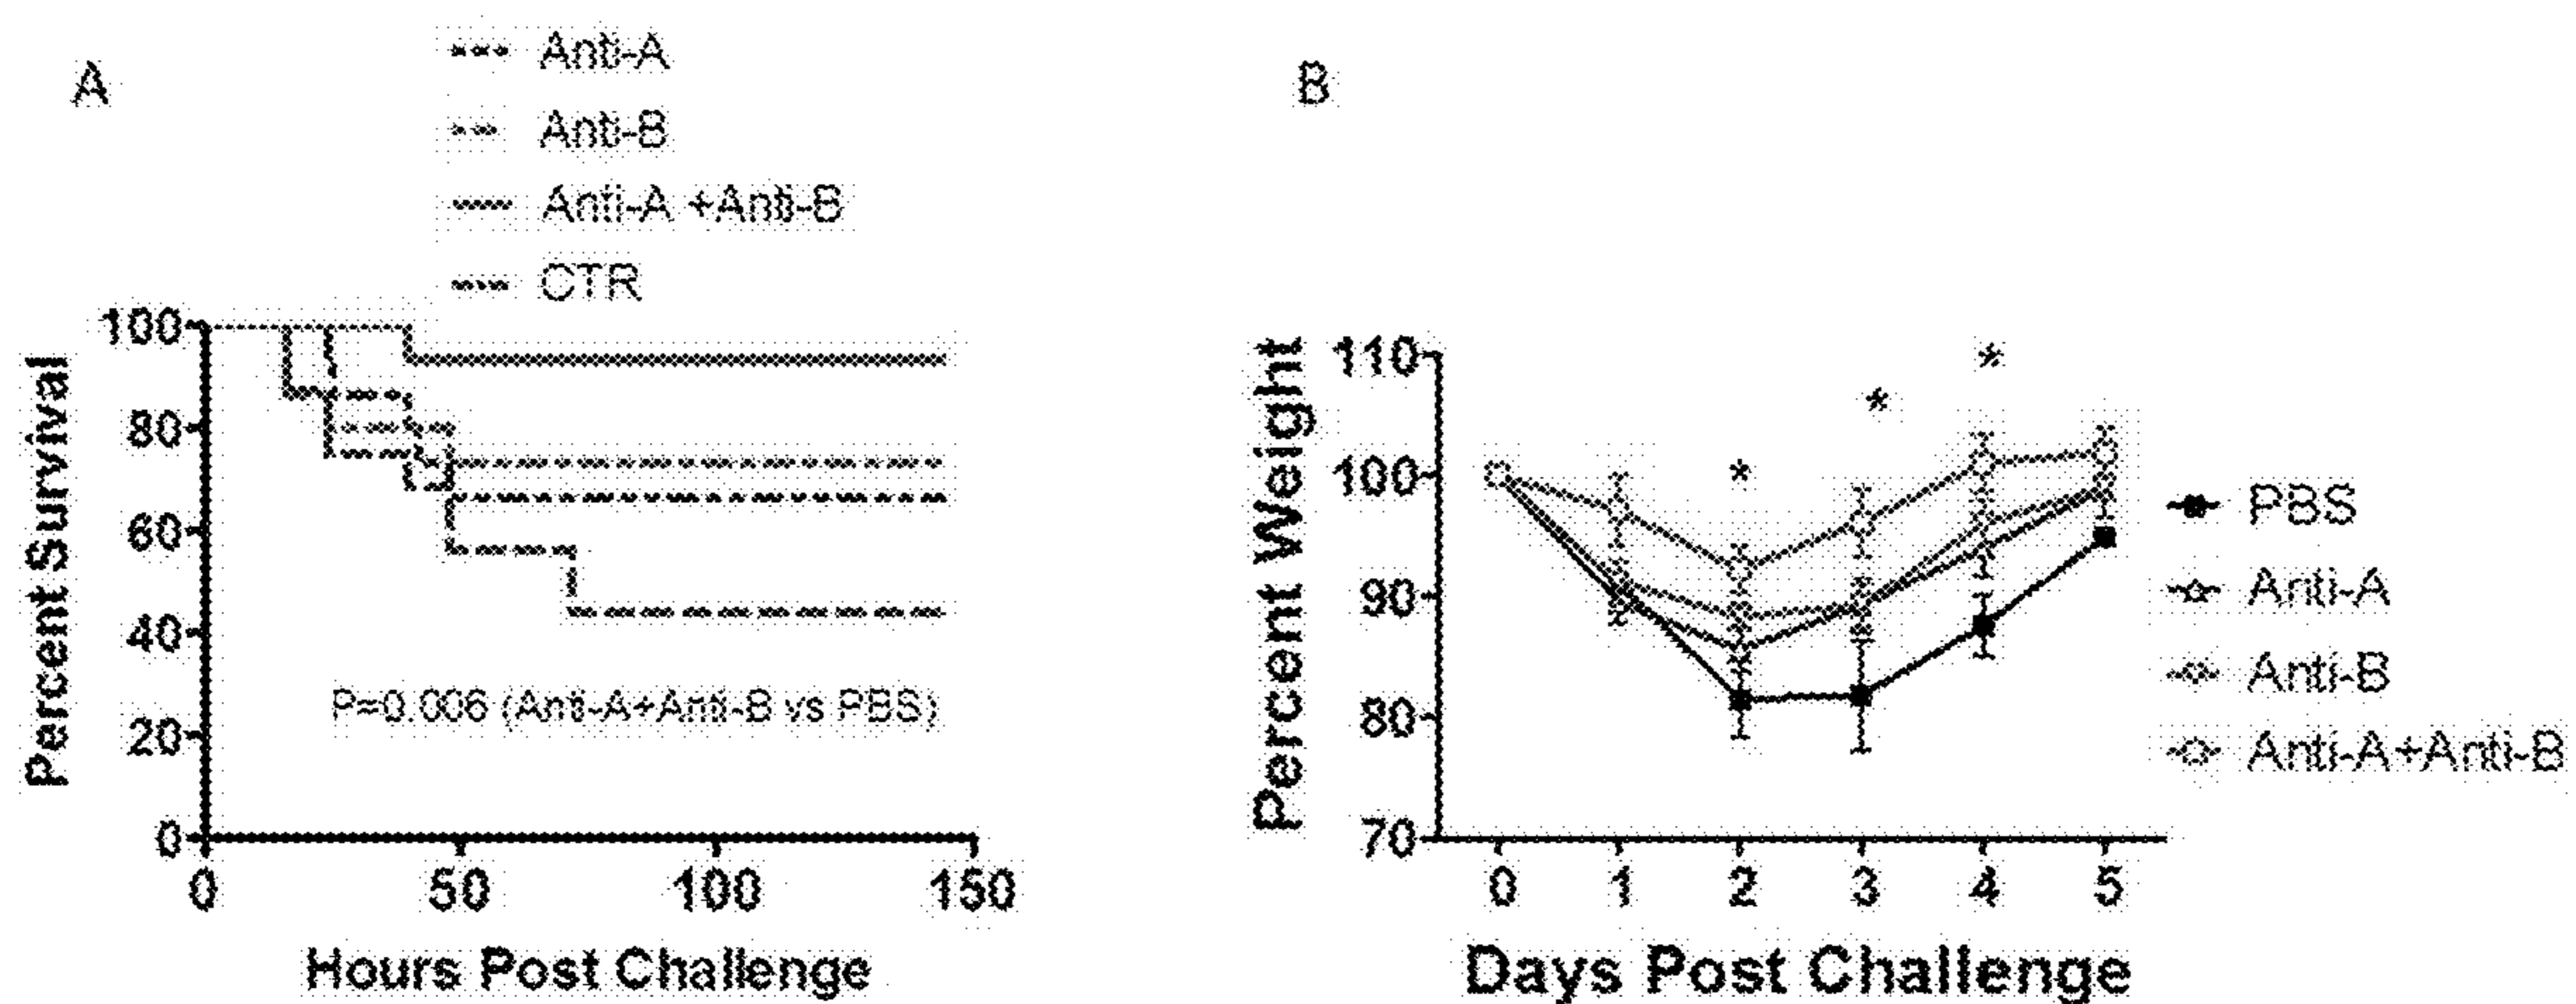 A
Anti-A
Anti-B
Anti-A +Anti-B
CTR
100
80
60
40
20
0
Percent Survival
P=0.006 (Anti-A+Anti-B vs PBS)
0 50 100 150
Hours Post Challenge
B
110
100
90
80
70
Percent Weight
*
*
*
0 1 2 3 4 5
Days Post Challenge
PBS
Anti-A
Anti-B
Anti-A+Anti-B